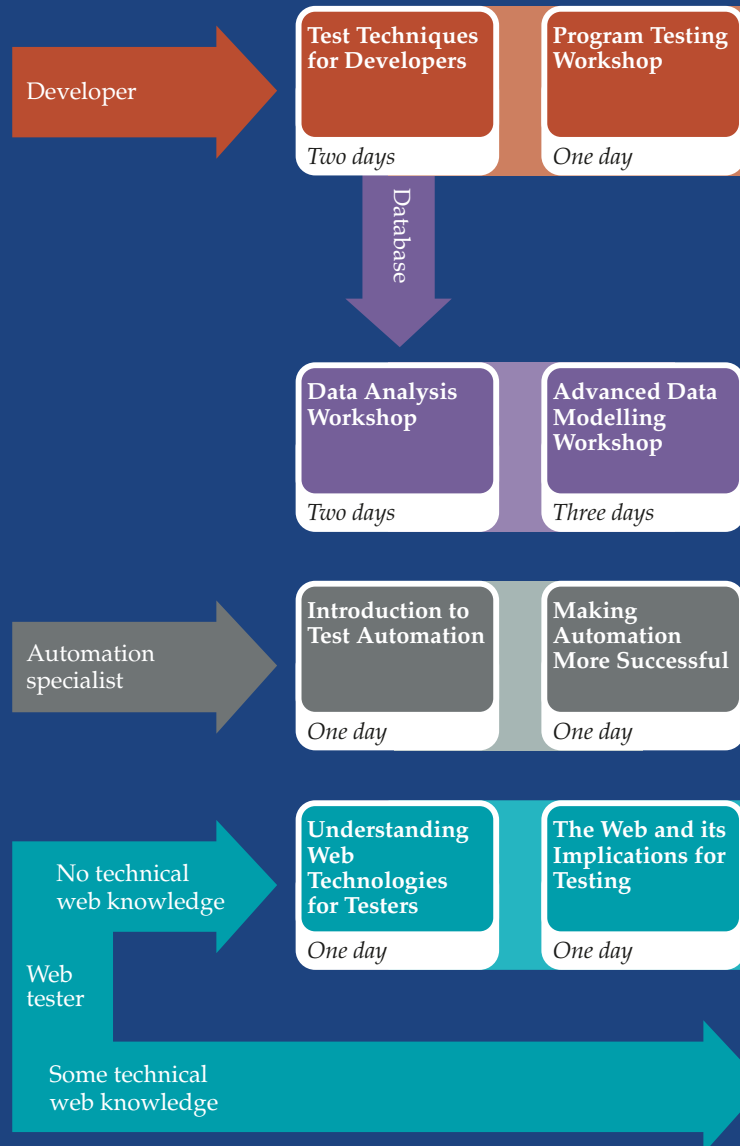 Developer
Test Techniques
for Developers
Two days
Program Testing
Workshop
One day
Database
Data Analysis
Workshop
Two days
Advanced Data
Modelling
Workshop
Three days
Automation
specialist
Introduction to
Test Automation
One day
Making
Automation
More Successful
One day
No technical
web knowledge
Understanding
Web
Technologies
for Testers
One day
The Web and its
Implications for
Testing
One day
Web
tester
Some technical
web knowledge